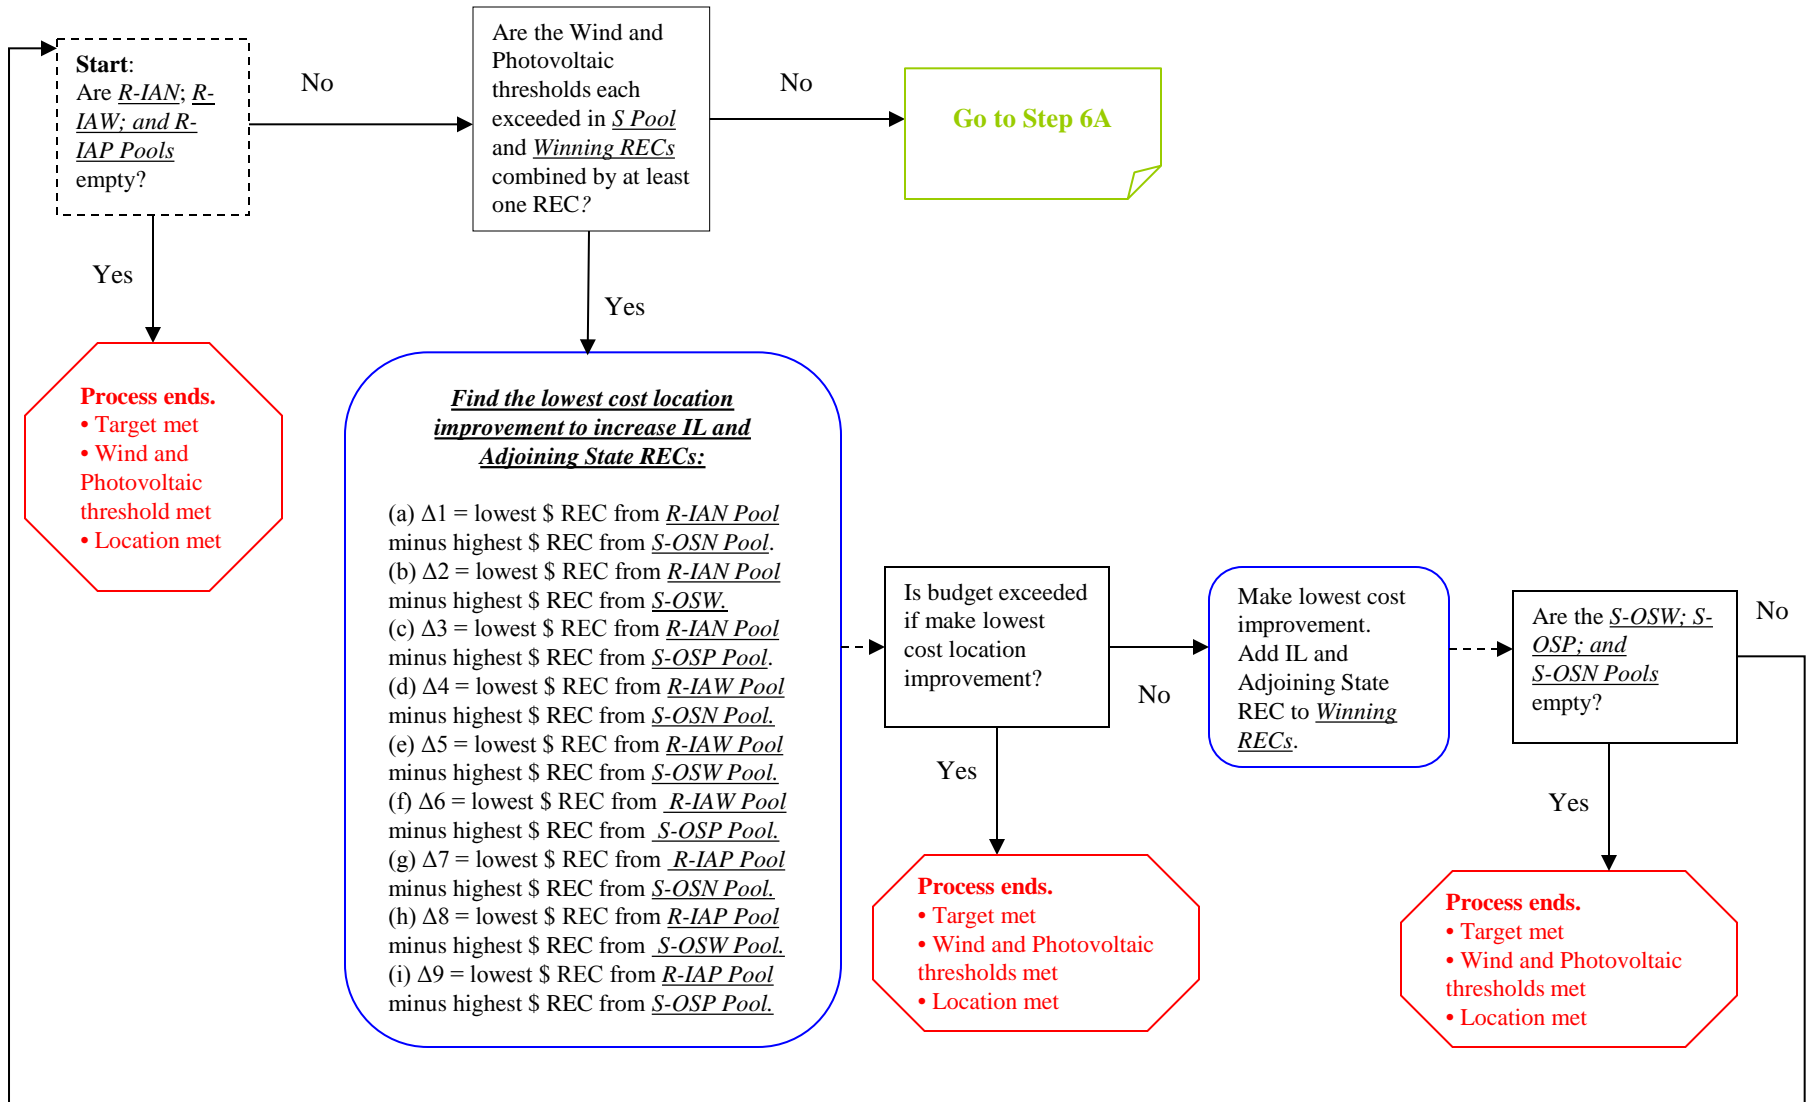 Start:
Are R-IAN; R-
IAW; and R-
IAP Pools
empty?
No
Yes
Are the Wind and
Photovoltaic
thresholds each
exceeded in S Pool
and Winning RECs
combined by at least
one REC?
No
Yes
Go to Step 6A
Process ends.
• Target met
• Wind and
Photovoltaic
threshold met
• Location met
Find the lowest cost location
improvement to increase IL and
Adjoining State RECs:
(a) Δ1 = lowest $ REC from R-IAN Pool
minus highest $ REC from S-OSN Pool.
(b) Δ2 = lowest $ REC from R-IAN Pool
minus highest $ REC from S-OSW.
(c) Δ3 = lowest $ REC from R-IAN Pool
minus highest $ REC from S-OSP Pool.
(d) Δ4 = lowest $ REC from R-IAW Pool
minus highest $ REC from S-OSN Pool.
(e) Δ5 = lowest $ REC from R-IAW Pool
minus highest $ REC from S-OSW Pool.
(f) Δ6 = lowest $ REC from R-IAW Pool
minus highest $ REC from S-OSP Pool.
(g) Δ7 = lowest $ REC from R-IAP Pool
minus highest $ REC from S-OSN Pool.
(h) Δ8 = lowest $ REC from R-IAP Pool
minus highest $ REC from S-OSW Pool.
(i) Δ9 = lowest $ REC from R-IAP Pool
minus highest $ REC from S-OSP Pool.
Is budget exceeded
if make lowest
cost location
improvement?
No
Yes
Make lowest cost
improvement.
Add IL and
Adjoining State
REC to Winning
RECs.
Are the S-OSW; S-
OSP; and
S-OSN Pools
empty?
No
Yes
Process ends.
• Target met
• Wind and Photovoltaic
thresholds met
• Location met
Process ends.
• Target met
• Wind and Photovoltaic
thresholds met
• Location met